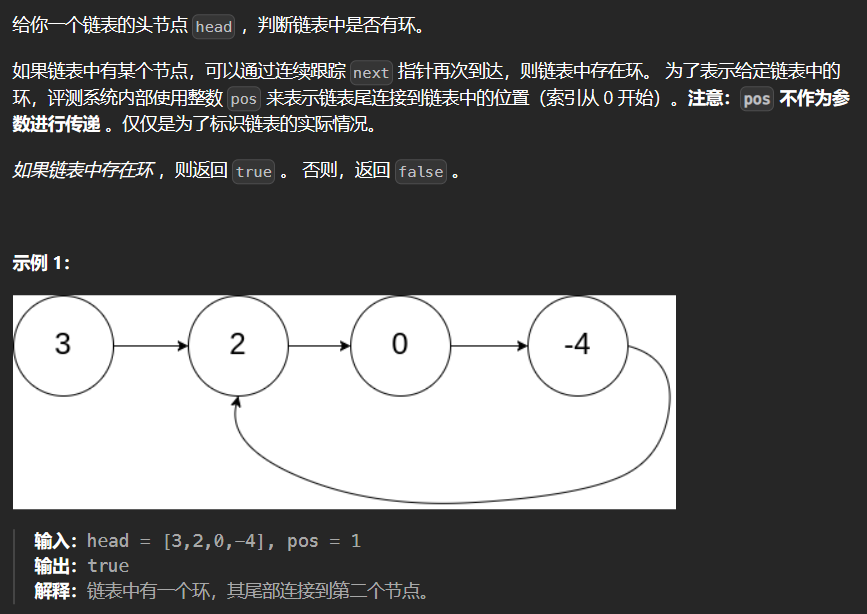 给你一个链表的头节点 head ，判断链表中是否有环。
如果链表中有某个节点，可以通过连续跟踪 next 指针再次到达，则链表中存在环。 为了表示给定链表中的
环，评测系统内部使用整数 pos 来表示链表尾连接到链表中的位置（索引从 0 开始）。注意：pos 不作为参
数进行传递 。仅仅是为了标识链表的实际情况。
如果链表中存在环 ，则返回 true 。 否则，返回 false 。
示例 1：
3 2 0 -4
输入：head = [3,2,0,-4], pos = 1
输出：true
解释：链表中有一个环，其尾部连接到第二个节点。